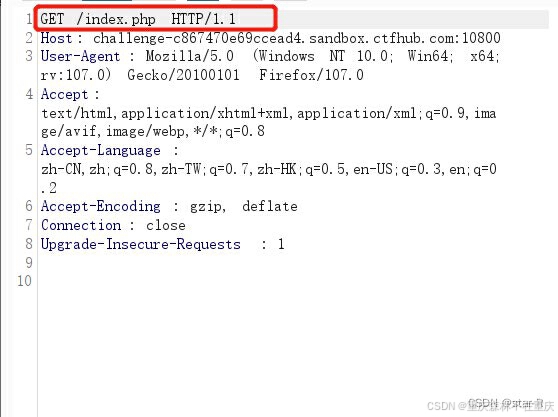 1 GET /index.php HTTP/1.1
2 Host: challenge-c867470e69ccead4.sandbox.ctfhub.com:10800
3 User-Agent: Mozilla/5.0 (Windows NT 10.0; Win64; x64;
rv:107.0) Gecko/20100101 Firefox/107.0
4 Accept:
text/html,application/xhtml+xml,application/xml;q=0.9,ima
ge/avif,image/webp,*/*;q=0.8
5 Accept-Language :
zh-CN,zh;q=0.8,zh-TW;q=0.7,zh-HK;q=0.5,en-US;q=0.3,en;q=0
.2
6 Accept-Encoding : gzip, deflate
7 Connection : close
8 Upgrade-Insecure-Requests : 1
9
10
CSDN